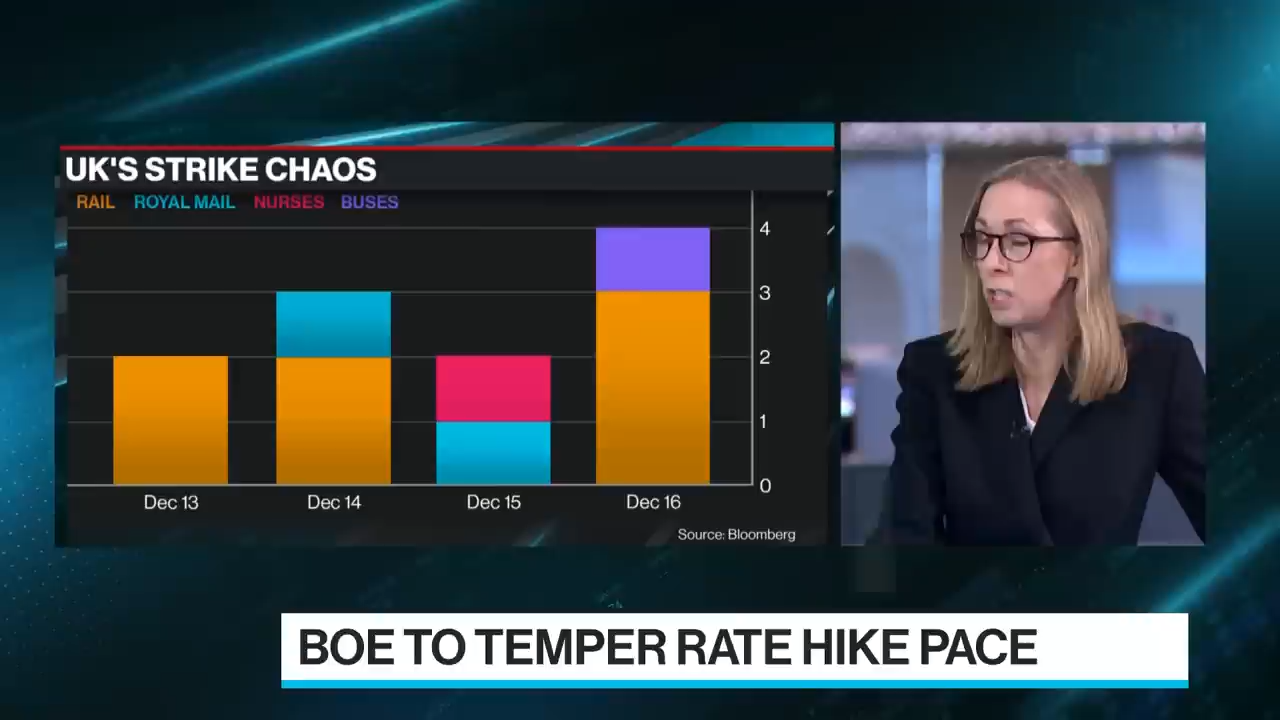 UK'S STRIKE CHAOS
RAIL ROYAL MAIL NURSES BUSES
4
3
2
1
0
Dec 13 Dec 14 Dec 15 Dec 16
Source: Bloomberg
BOE TO TEMPER RATE HIKE PACE